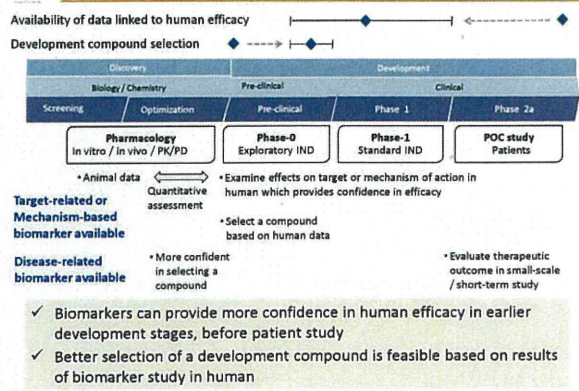 Availability of data linked to human efficacy
Development compound selection
Discovery Development
Biology / Chemistry Pre-clinical Clinical
Screening Optimization Pre-clinical Phase 1 Phase 2a
Pharmacology
In vitro / in vivo / PK/PD
Phase-0
Exploratory IND
Phase-1
Standard IND
POC study
Patients
• Animal data
Quantitative
assessment
• Examine effects on target or mechanism of action in
human which provides confidence in efficacy
Target-related or
Mechanism-based
biomarker available
• Select a compound
based on human data
Disease-related
biomarker available
• More confident
in selecting a
compound
• Evaluate therapeutic
outcome in small-scale
/ short-term study
✓ Biomarkers can provide more confidence in human efficacy in earlier
development stages, before patient study
✓ Better selection of a development compound is feasible based on results
of biomarker study in human